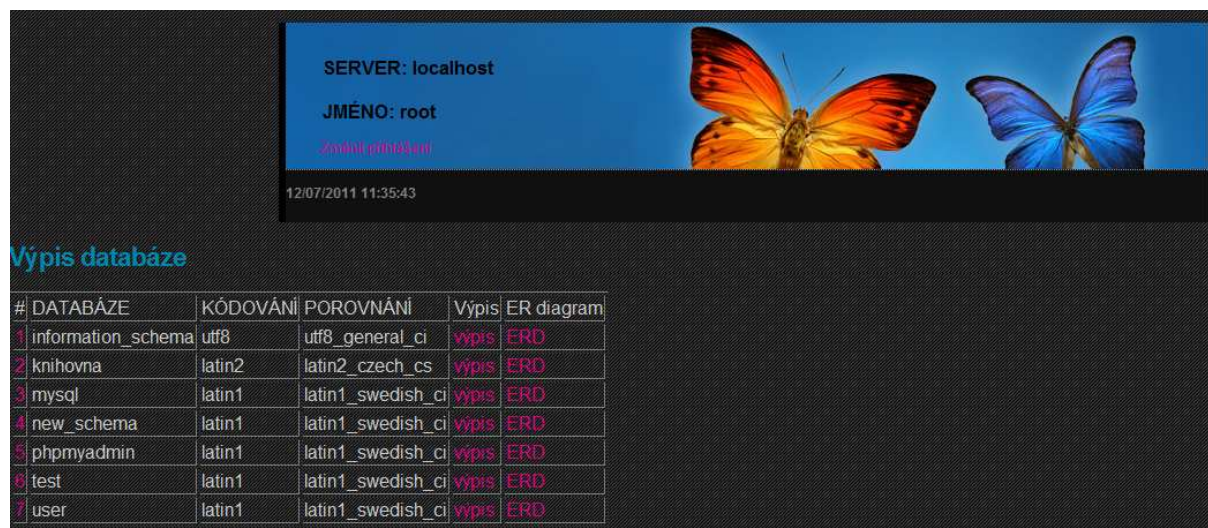 SERVER: localhost
JMÉNO: root
Změnit přihlášení
12/07/2011 11:35:43
Výpis databáze
# DATABÁZE KÓDOVÁNÍ POROVNÁNÍ Výpis ER diagram
1 information_schema utf8 utf8_general_ci výpis ERD
2 knihovna latin2 latin2_czech_cs výpis ERD
3 mysql latin1 latin1_swedish_ci výpis ERD
4 new_schema latin1 latin1_swedish_ci výpis ERD
5 phpmyadmin latin1 latin1_swedish_ci výpis ERD
6 test latin1 latin1_swedish_ci výpis ERD
7 user latin1 latin1_swedish_ci výpis ERD